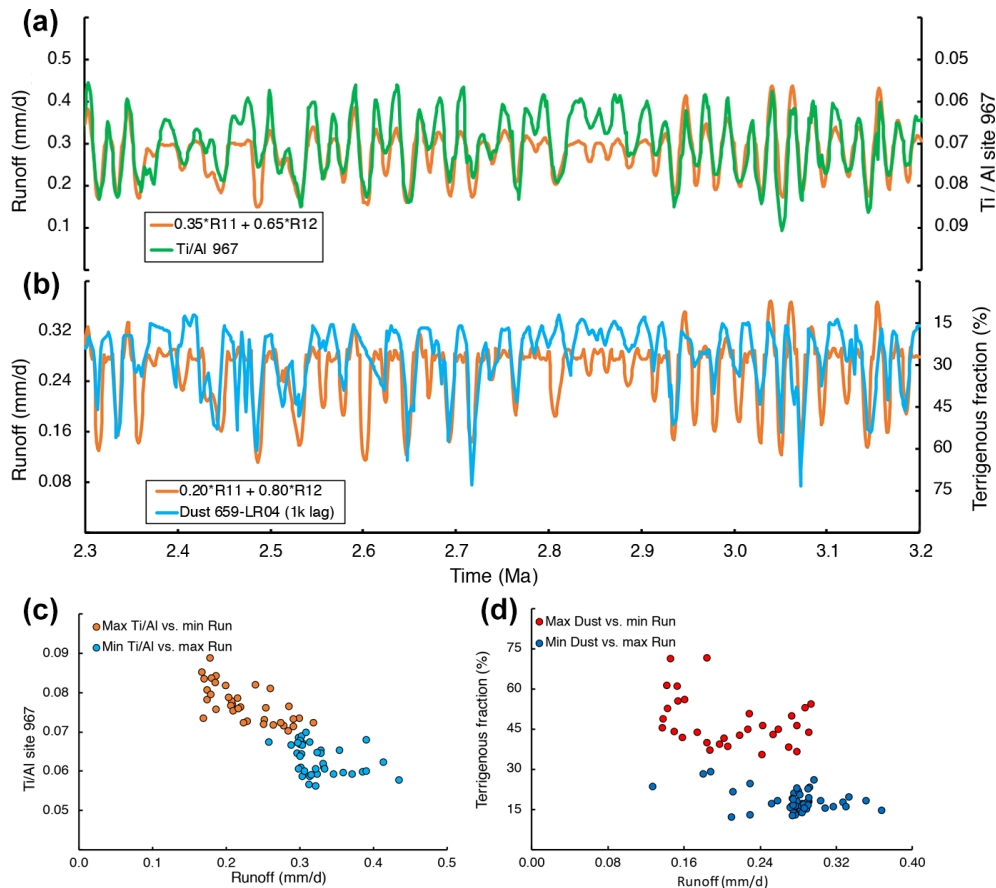 (a)
0.5
0.4
0.3
0.2
0.1
Runoff (mm/d)
0.05
0.06
0.07
0.08
0.09
Ti / Al site 967
0.35*R11 + 0.65*R12
Ti/Al 967
(b)
0.32
0.24
0.16
0.08
Runoff (mm/d)
15
30
45
60
75
Terrigenous fraction (%)
0.20*R11 + 0.80*R12
Dust 659-LR04 (1k lag)
2.3 2.4 2.5 2.6 2.7 2.8 2.9 3.0 3.1 3.2
Time (Ma)
(c)
Max Ti/Al vs. min Run
Min Ti/Al vs. max Run
0.09
0.08
0.07
0.06
0.05
Ti/Al site 967
0.0 0.1 0.2 0.3 0.4 0.5
Runoff (mm/d)
(d)
Max Dust vs. min Run
Min Dust vs. max Run
75
60
45
30
15
Terrigenous fraction (%)
0.00 0.08 0.16 0.24 0.32 0.40
Runoff (mm/d)